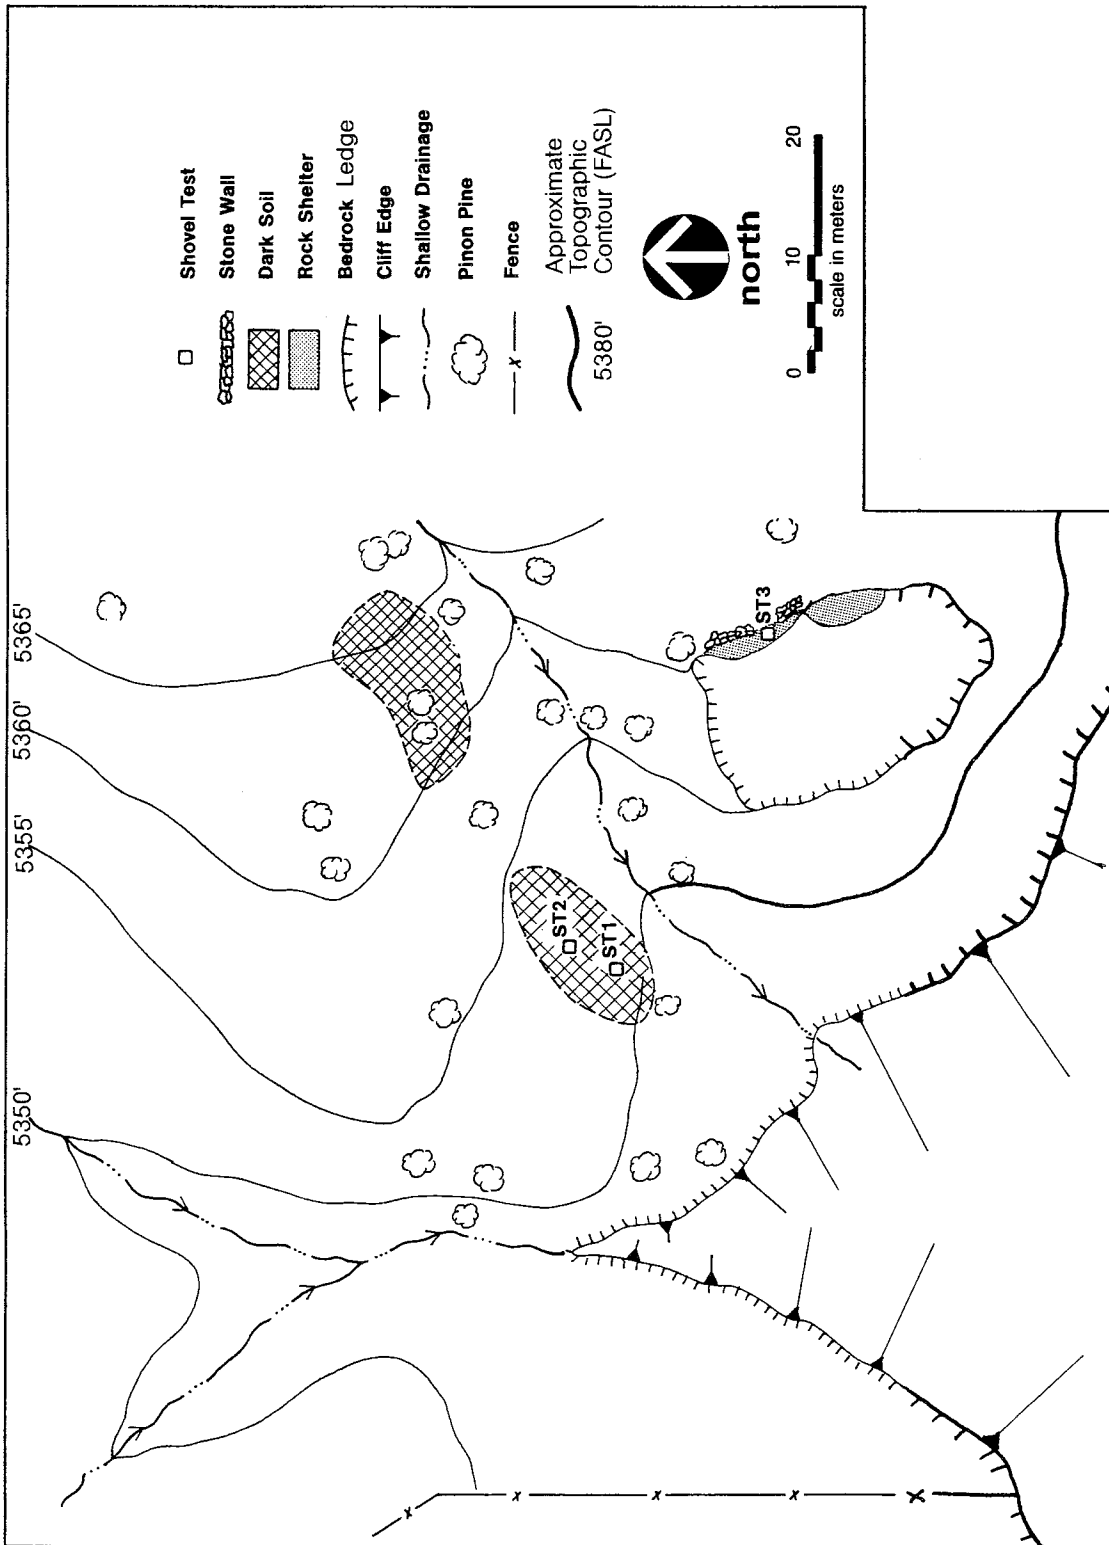 5350'
5355'
5360'
5365'
ST2
ST1
ST3
Shovel Test
Stone Wall
Dark Soil
Rock Shelter
Bedrock Ledge
Cliff Edge
Shallow Drainage
Pinon Pine
x
Fence
5380'
Approximate
Topographic
Contour (FASL)
north
0 10 20
scale in meters
x
x
x
x
x